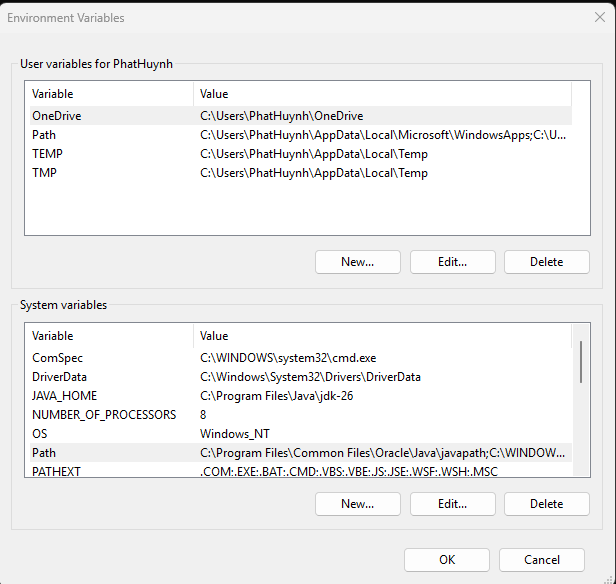 Environment Variables
User variables for PhatHuynh
Variable Value
OneDrive C:\Users\PhatHuynh\OneDrive
Path C:\Users\PhatHuynh\AppData\Local\Microsoft\WindowsApps;C:\U...
TEMP C:\Users\PhatHuynh\AppData\Local\Temp
TMP C:\Users\PhatHuynh\AppData\Local\Temp
New... Edit... Delete
System variables
Variable Value
ComSpec C:\WINDOWS\system32\cmd.exe
DriverData C:\Windows\System32\Drivers\DriverData
JAVA_HOME C:\Program Files\Java\jdk-26
NUMBER_OF_PROCESSORS 8
OS Windows_NT
Path C:\Program Files\Common Files\Oracle\Java\javapath;C:\WINDOW...
PATHEXT .COM;.EXE;.BAT;.CMD;.VBS;.VBE;.JS;.JSE;.WSF;.WSH;.MSC
New... Edit... Delete
OK Cancel